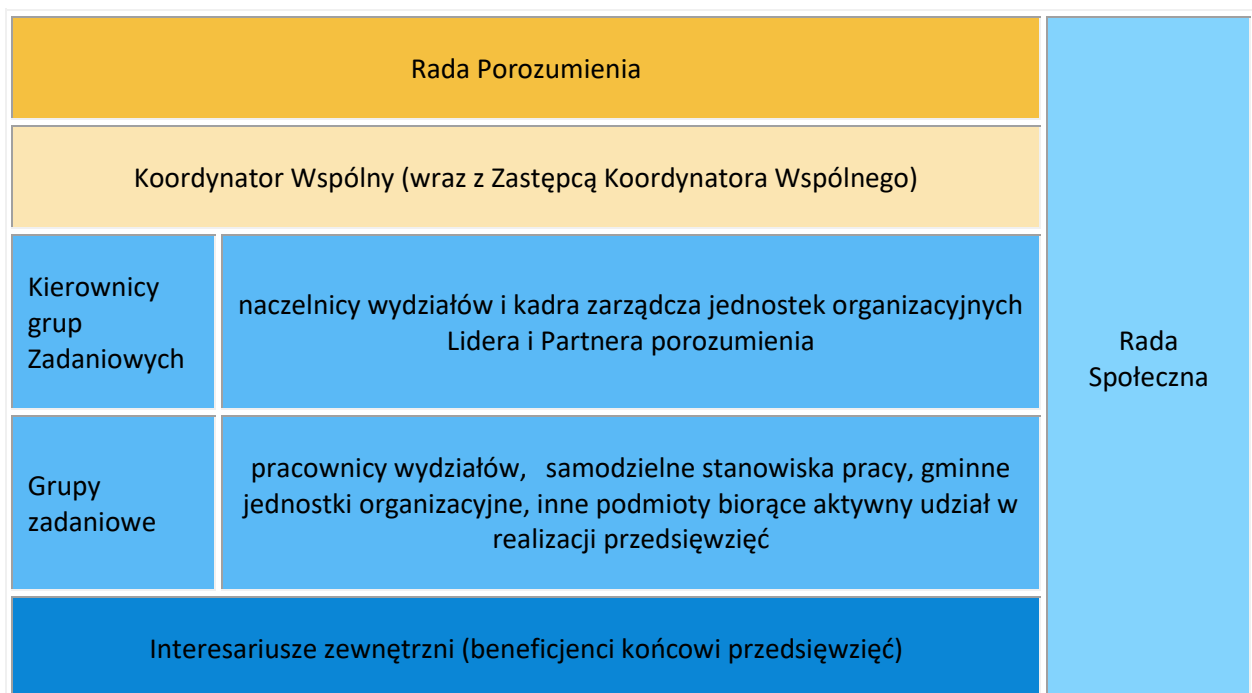 Rada Porozumienia
Koordynator Wspólny (wraz z Zastępcą Koordynatora Wspólnego)
Kierownicy
grup
Zadaniowych
naczelnicy wydziałów i kadra zarządcza jednostek organizacyjnych
Lidera i Partnera porozumienia
Grupy
zadaniowe
pracownicy wydziałów, samodzielne stanowiska pracy, gminne
jednostki organizacyjne, inne podmioty biorące aktywny udział w
realizacji przedsięwzięć
Interesariusze zewnętrzni (beneficjenci końcowi przedsięwzięć)
Rada
Społeczna